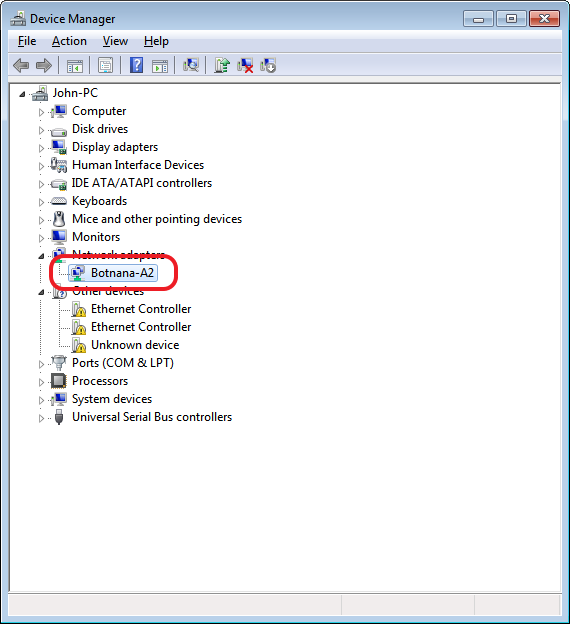 Device Manager
File Action View Help
John-PC
Computer
Disk drives
Display adapters
Human Interface Devices
IDE ATA/ATAPI controllers
Keyboards
Mice and other pointing devices
Monitors
Network adapters
Botnana-A2
Other devices
Ethernet Controller
Ethernet Controller
Unknown device
Ports (COM & LPT)
Processors
System devices
Universal Serial Bus controllers